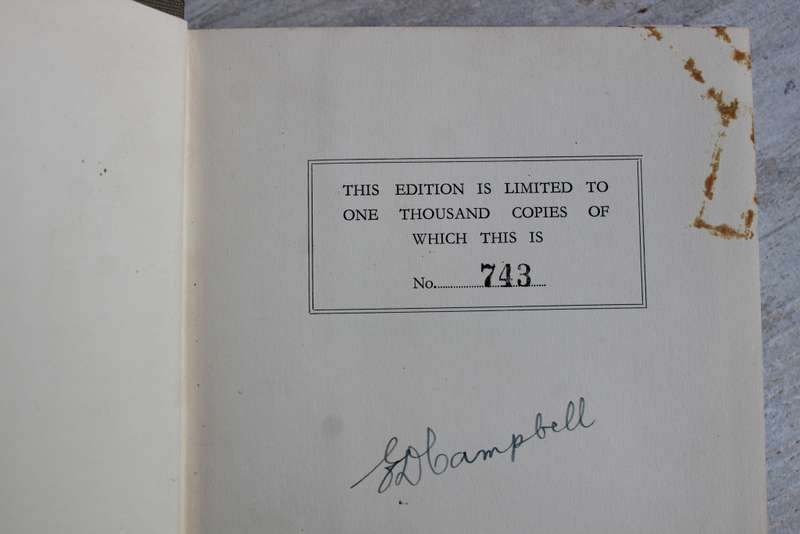 THIS EDITION IS LIMITED TO
ONE THOUSAND COPIES OF
WHICH THIS IS
No. 743
Campbell